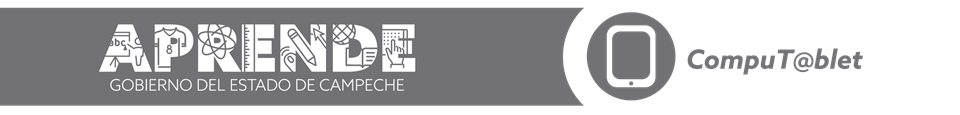 APRENDE
GOBIERNO DEL ESTADO DE CAMPECHE
CompuT@blet